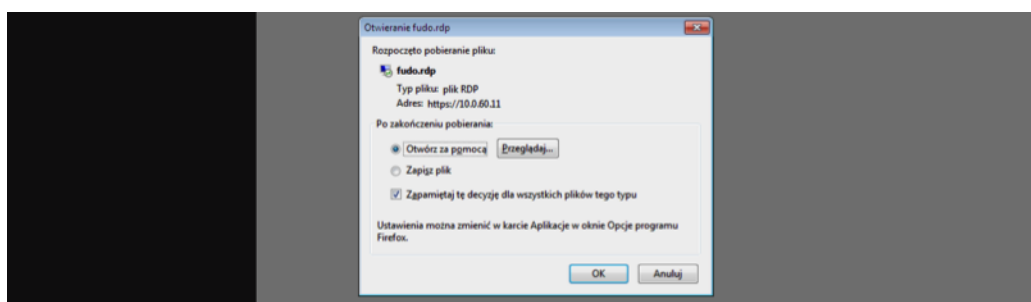 Otwieranie fudo.rdp
Rozpoczęto pobieranie pliku:
fudo.rdp
Typ pliku: plik RDP
Adres: https://10.0.60.11
Po zakończeniu pobierania:
Otwórz za pomocą Przeglądaj...
Zapisz plik
Zapamiętaj tę decyzję dla wszystkich plików tego typu
Ustawienia można zmienić w karcie Aplikacje w oknie Opcje programu
Firefox.
OK Anuluj